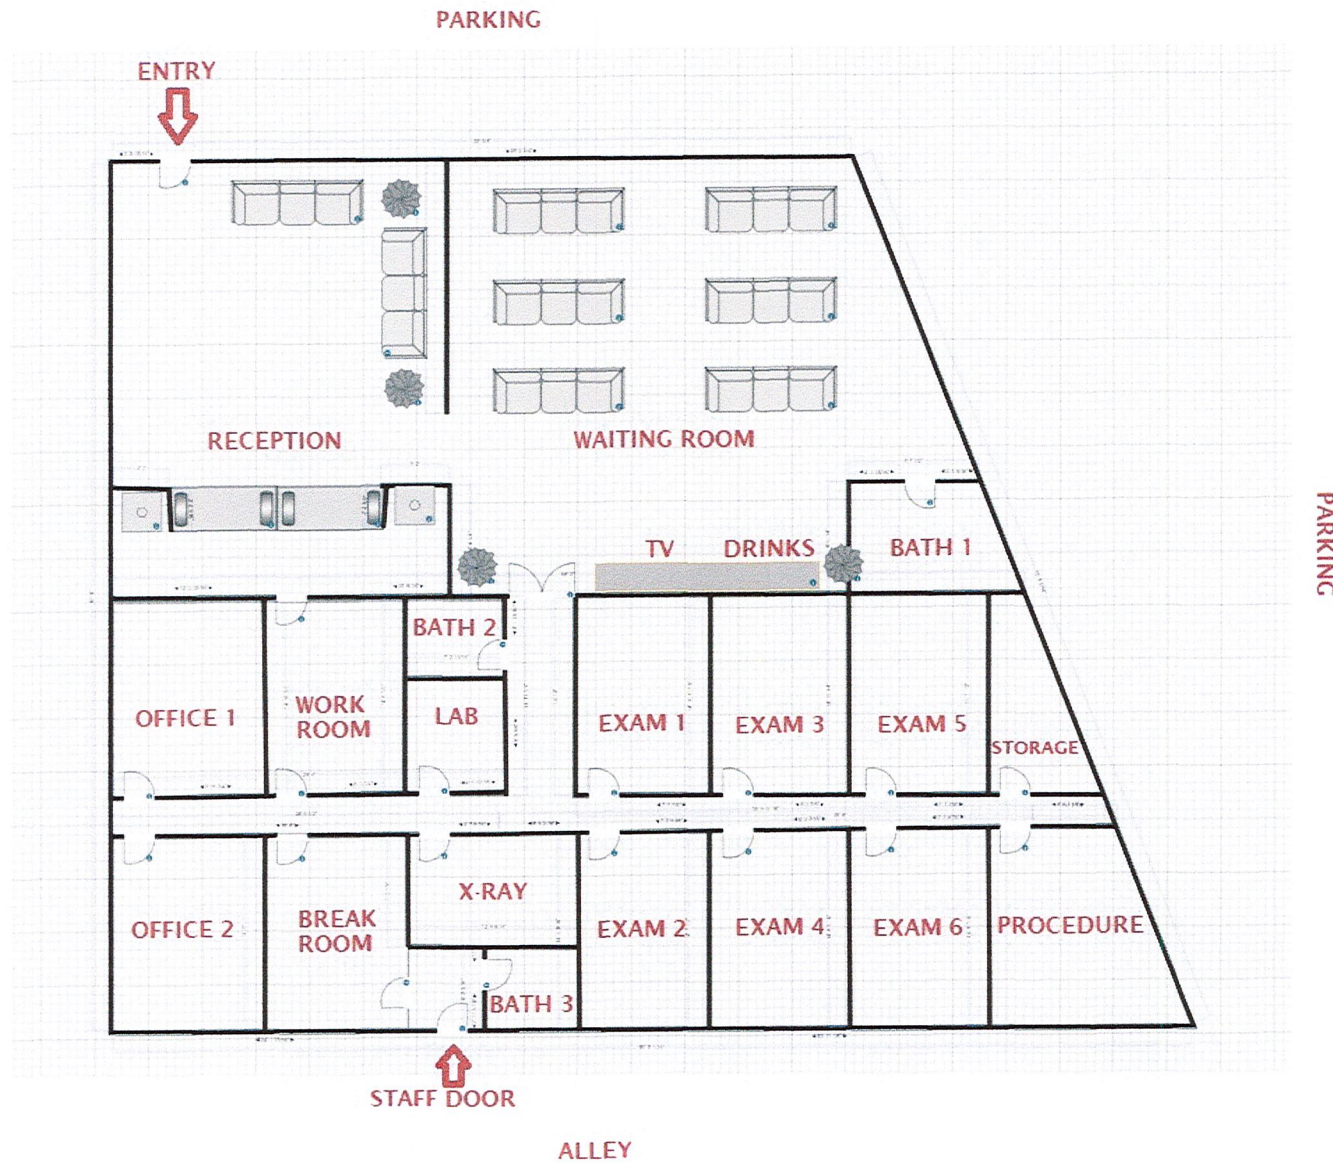 PARKING
ENTRY
RECEPTION
WAITING ROOM
TV
DRINKS
BATH 1
PARKING
BATH 2
OFFICE 1
WORK
ROOM
LAB
EXAM 1
EXAM 3
EXAM 5
STORAGE
OFFICE 2
BREAK
ROOM
X-RAY
EXAM 2
EXAM 4
EXAM 6
PROCEDURE
BATH 3
STAFF DOOR
ALLEY